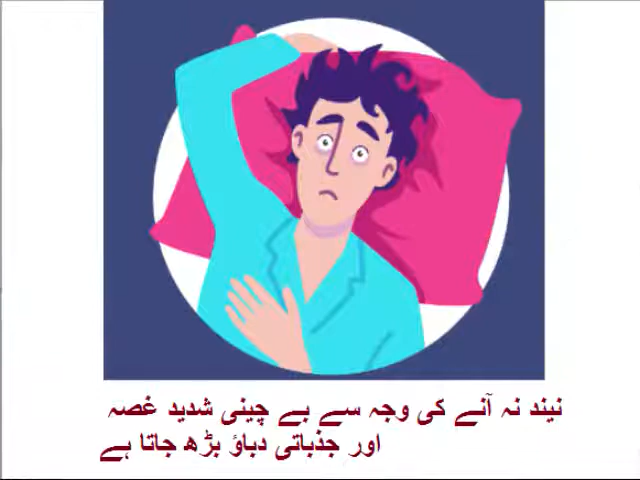 نیند نہ آنے کی وجہ سے بے چینی شدید غصہ
اور جذباتی دباؤ بڑھ جاتا ہے